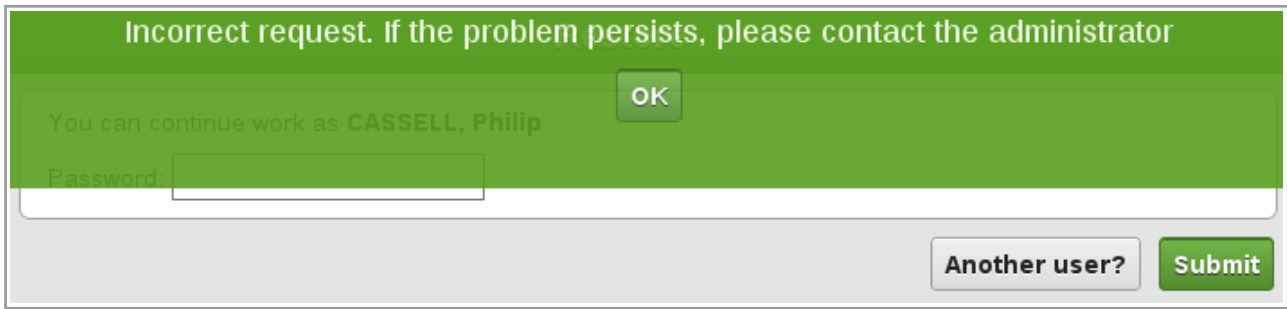 Incorrect request. If the problem persists, please contact the administrator
OK
You can continue work as CASSELL, Philip
Password:
Another user? Submit